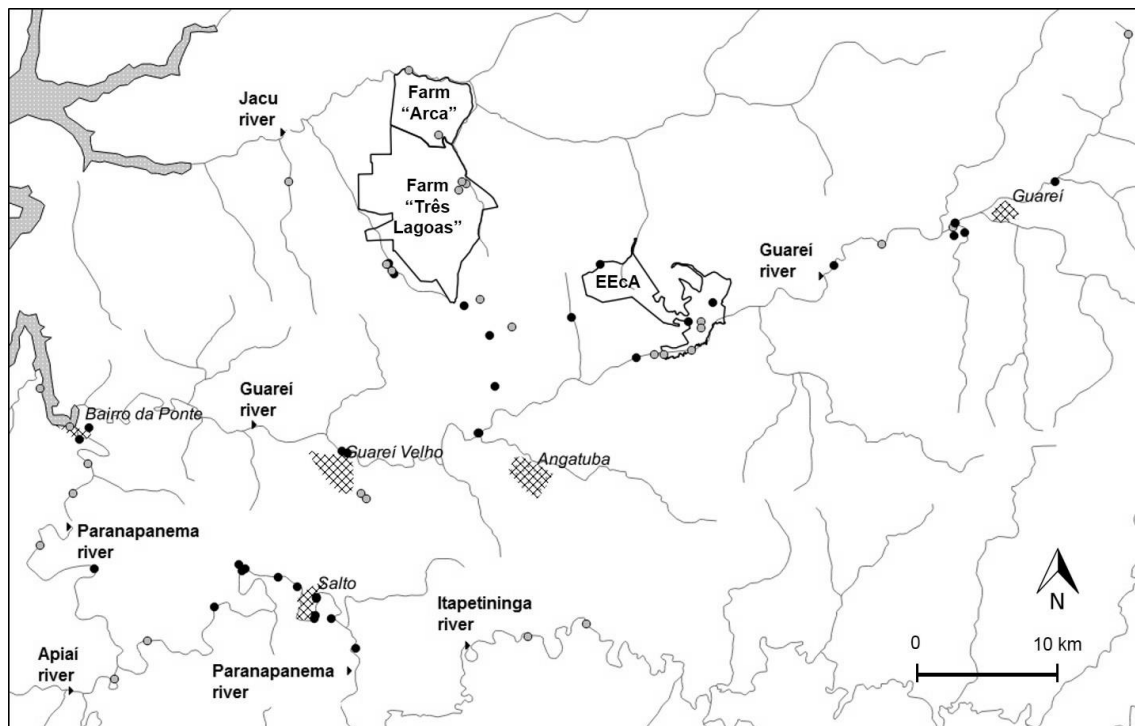 Farm
“Arca”
Jacu
river
Farm
“Três
Lagoas”
Guareí
Guareí
river
EEcA
Guareí
river
Bairro da Ponte
Guareí Velho
Angatuba
Paranapanema
river
Salto
Itapetininga
river
N
Apiaí
river
Paranapanema
river
0 10 km